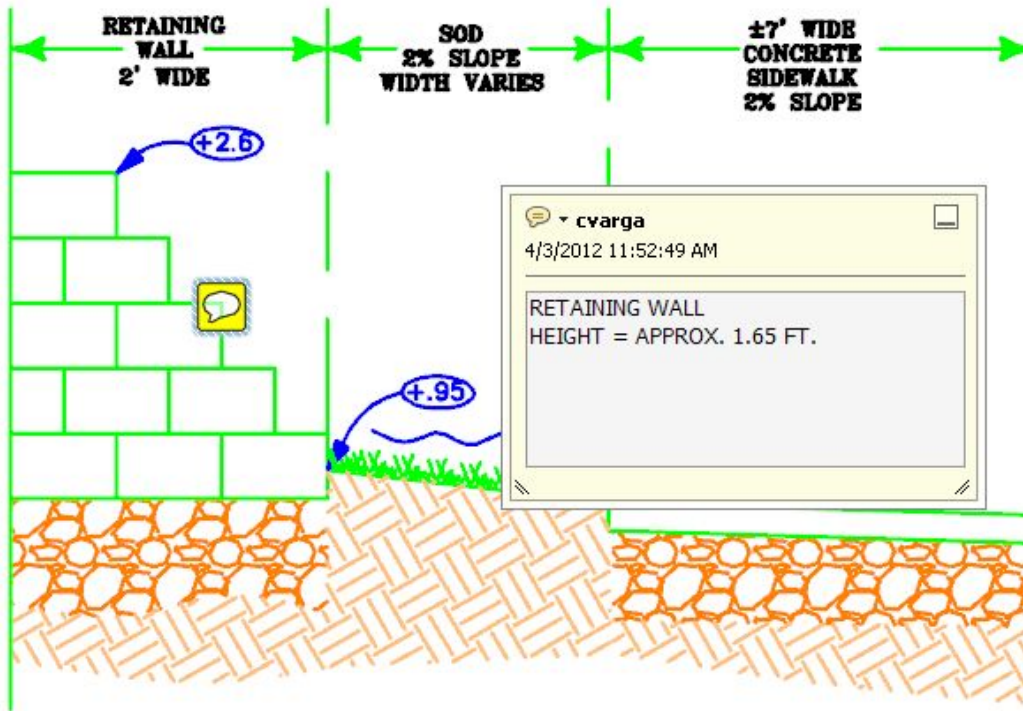 RETAINING
WALL
2' WIDE
SOD
2% SLOPE
WIDTH VARIES
±7' WIDE
CONCRETE
SIDEWALK
2% SLOPE
+2.6
cvarga
4/3/2012 11:52:49 AM
RETAINING WALL
HEIGHT = APPROX. 1.65 FT.
+.95